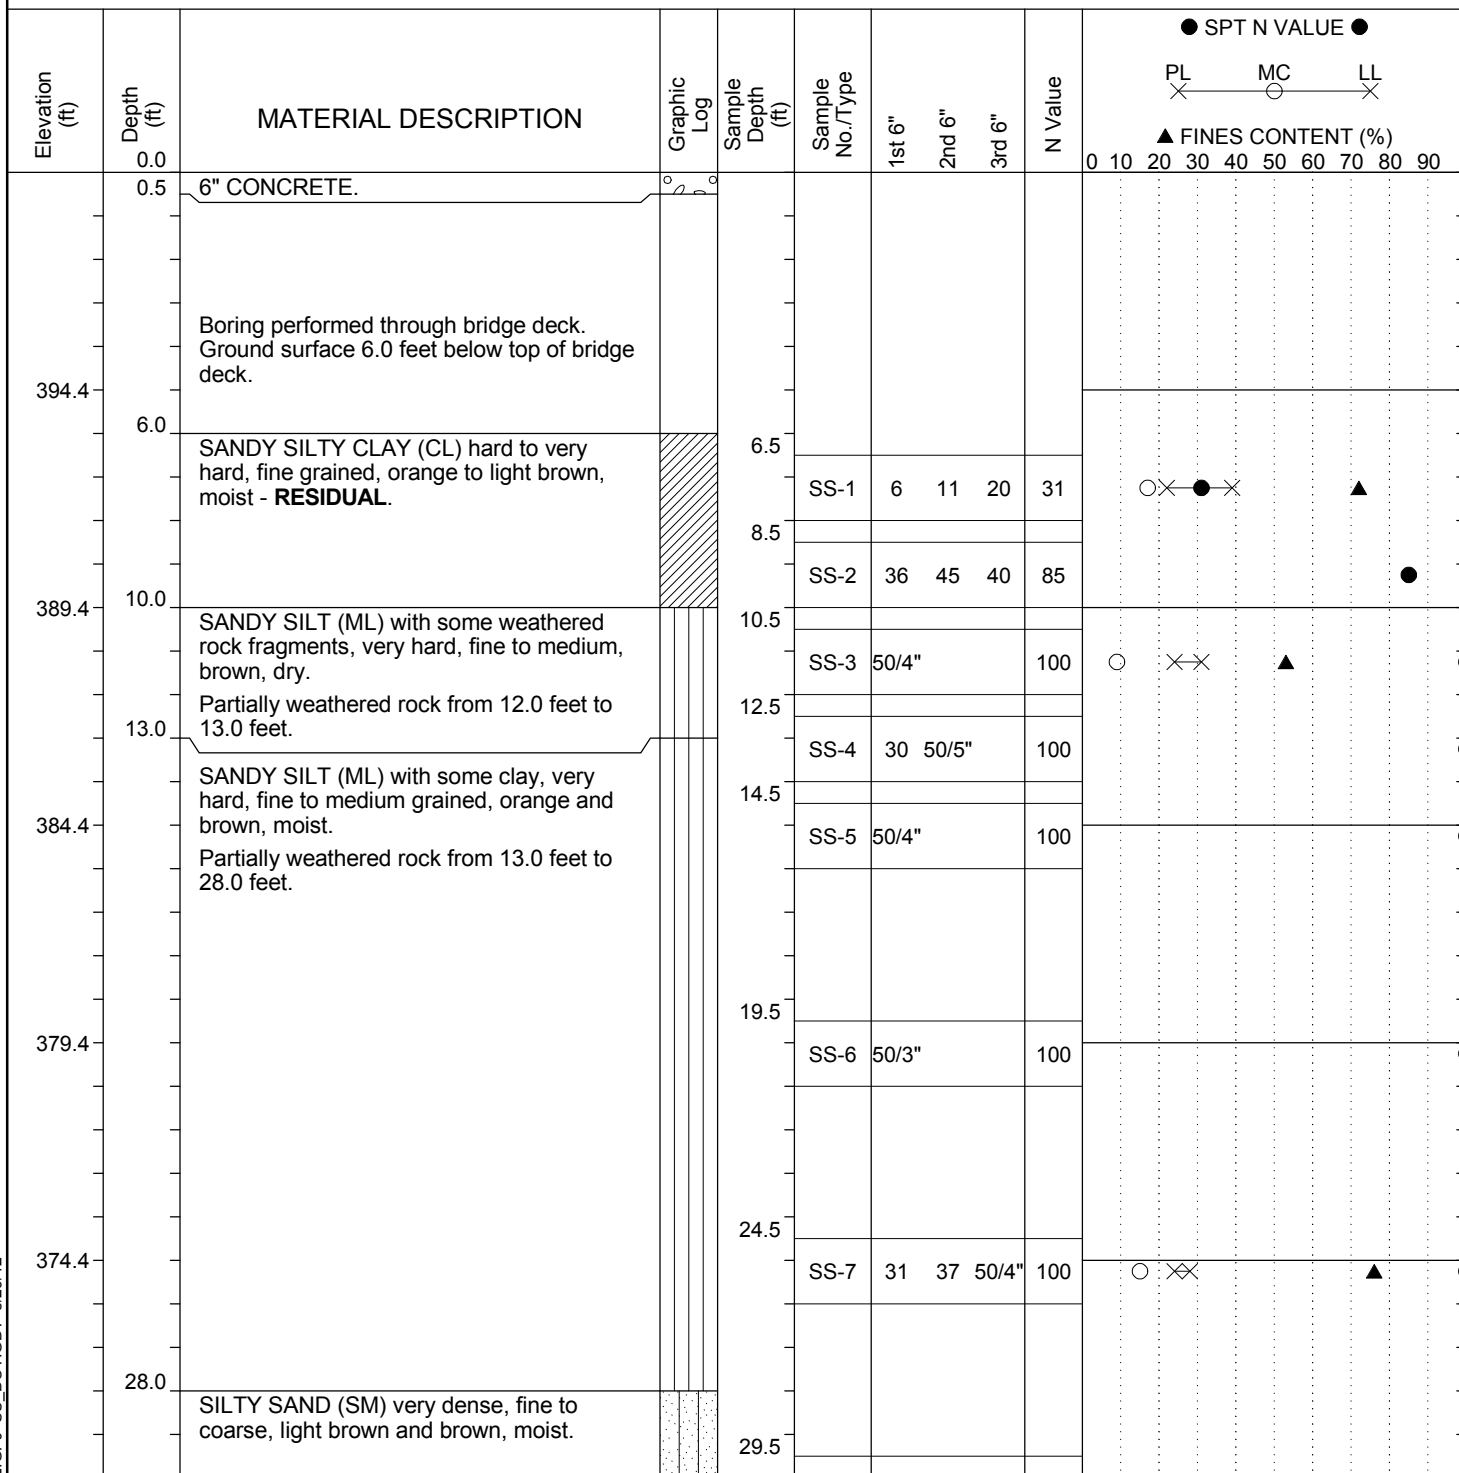 ● SPT N VALUE ●
PL MC LL
▲ FINES CONTENT (%)
0 10 20 30 40 50 60 70 80 90
Elevation (ft)
Depth (ft)
0.0
MATERIAL DESCRIPTION
Graphic Log
Sample Depth (ft)
Sample No./Type
1st 6"
2nd 6"
3rd 6"
N Value
0.5 6" CONCRETE.
Boring performed through bridge deck.
Ground surface 6.0 feet below top of bridge
deck.
394.4
6.0
SANDY SILTY CLAY (CL) hard to very
hard, fine grained, orange to light brown,
moist - RESIDUAL.
6.5
SS-1 6 11 20 31
8.5
SS-2 36 45 40 85
389.4
10.0
SANDY SILT (ML) with some weathered
rock fragments, very hard, fine to medium,
brown, dry.
10.5
SS-3 50/4" 100
Partially weathered rock from 12.0 feet to
13.0 feet.
12.5
13.0
SS-4 30 50/5" 100
SANDY SILT (ML) with some clay, very
hard, fine to medium grained, orange and
brown, moist.
14.5
384.4
SS-5 50/4" 100
Partially weathered rock from 13.0 feet to
28.0 feet.
19.5
379.4
SS-6 50/3" 100
24.5
374.4
SS-7 31 37 50/4" 100
28.0
SILTY SAND (SM) very dense, fine to
coarse, light brown and brown, moist.
29.5